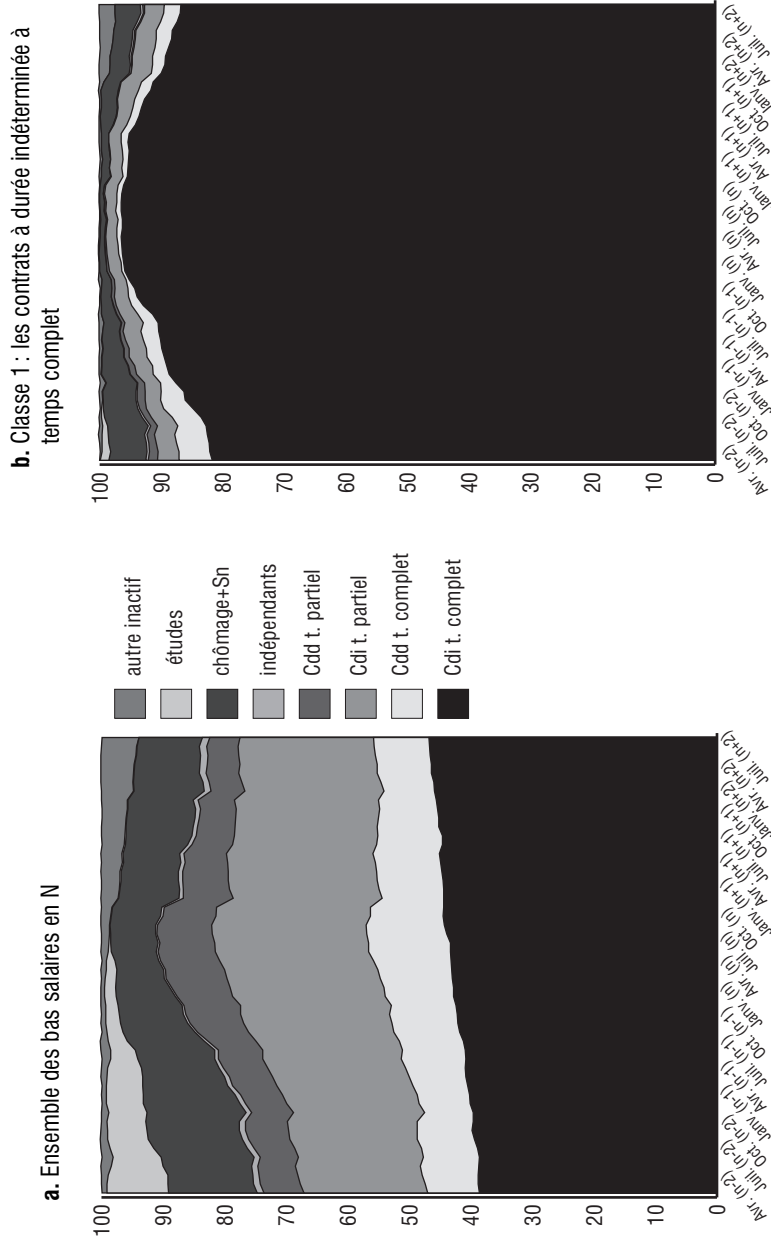 a. Ensemble des bas salaires en N
100
90
80
70
60
50
40
30
20
10
0
Avr. (n-2)
Juil. (n-2)
Oct. (n-2)
Janv. (n-1)
Avr. (n-1)
Juil. (n-1)
Oct. (n-1)
Janv. (n)
Avr. (n)
Juil. (n)
Oct. (n)
Janv. (n+1)
Avr. (n+1)
Juil. (n+1)
Oct. (n+1)
Janv. (n+2)
Avr. (n+2)
Juil. (n+2)
autre inactif
études
chômage+Sn
indépendants
Cdd t. partiel
Cdi t. partiel
Cdd t. complet
Cdi t. complet
b. Classe 1 : les contrats à durée indéterminée à
temps complet
100
90
80
70
60
50
40
30
20
10
0
Avr. (n-2)
Juil. (n-2)
Oct. (n-2)
Janv. (n-1)
Avr. (n-1)
Juil. (n-1)
Oct. (n-1)
Janv. (n)
Avr. (n)
Juil. (n)
Oct. (n)
Janv. (n+1)
Avr. (n+1)
Juil. (n+1)
Oct. (n+1)
Janv. (n+2)
Avr. (n+2)
Juil. (n+2)